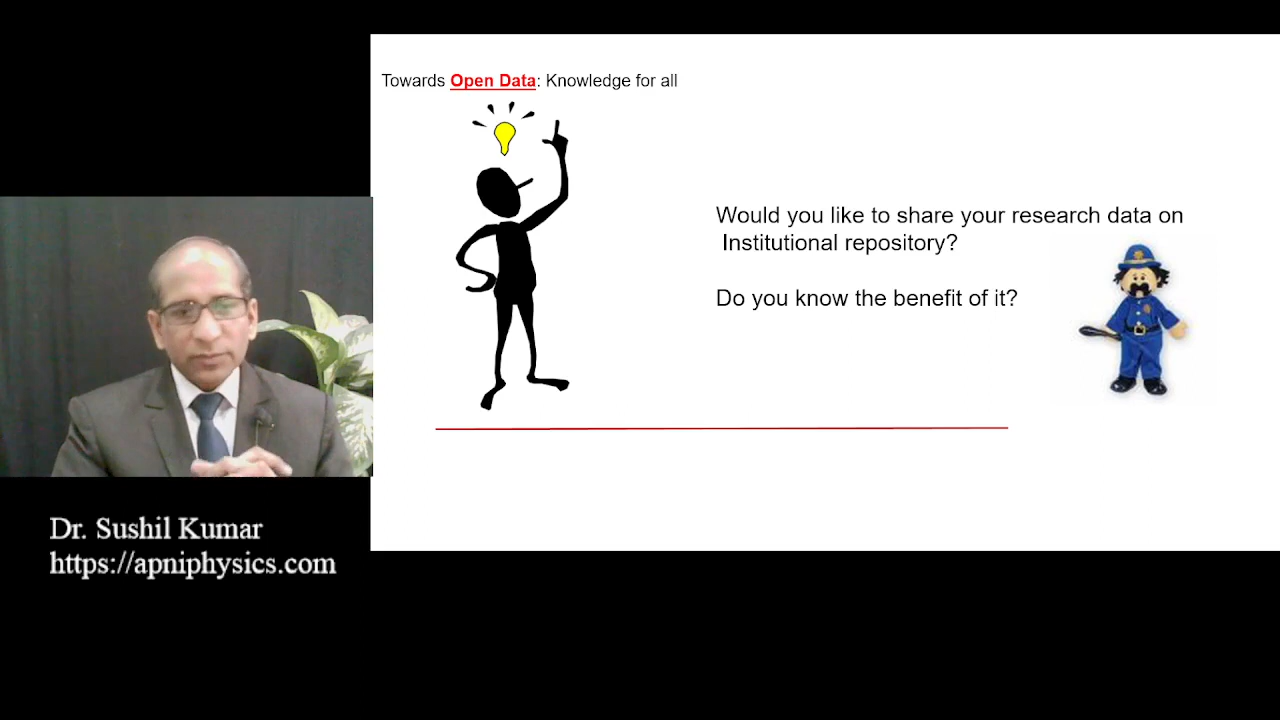 Towards Open Data: Knowledge for all
Would you like to share your research data on
Institutional repository?
Do you know the benefit of it?
Dr. Sushil Kumar
https://apniphysics.com